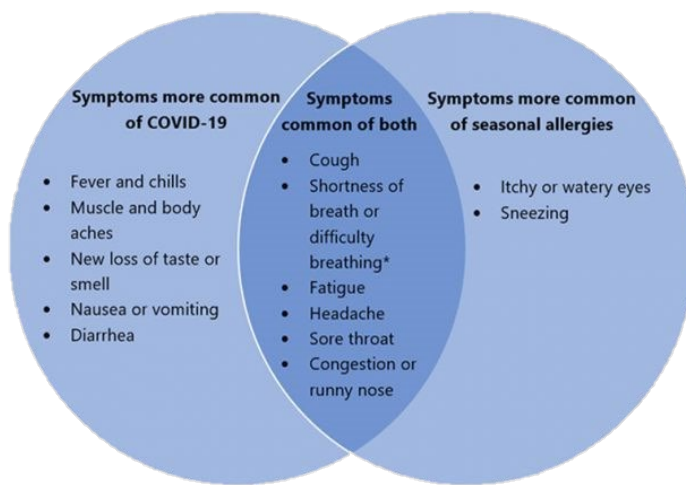 Symptoms more common
of COVID-19
• Fever and chills
• Muscle and body
aches
• New loss of taste or
smell
• Nausea or vomiting
• Diarrhea
Symptoms
common of both
• Cough
• Shortness of
breath or
difficulty
breathing*
• Fatigue
• Headache
• Sore throat
• Congestion or
runny nose
Symptoms more common
of seasonal allergies
• Itchy or watery eyes
• Sneezing